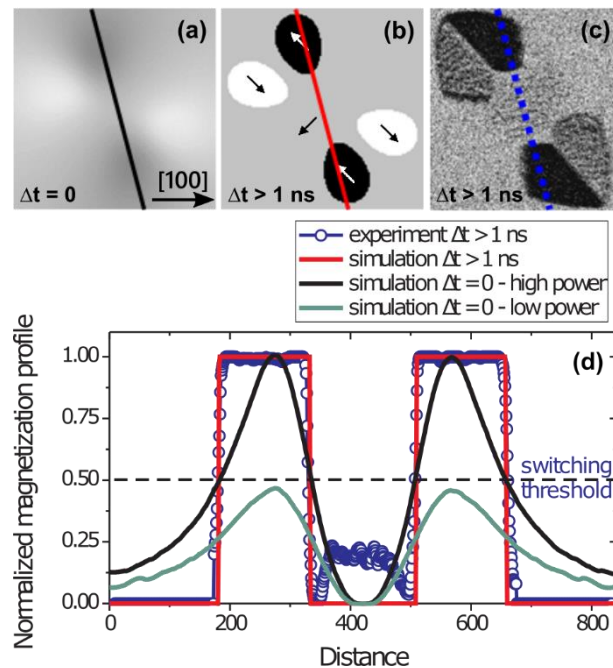 (a)
(b)
(c)
Δt = 0
[100]
Δt > 1 ns
Δt > 1 ns
experiment Δt > 1 ns
simulation Δt > 1 ns
simulation Δt = 0 - high power
simulation Δt = 0 - low power
(d)
Normalized magnetization profile
1.00
0.75
0.50
0.25
0.00
switching
threshold
0
200
400
600
800
Distance